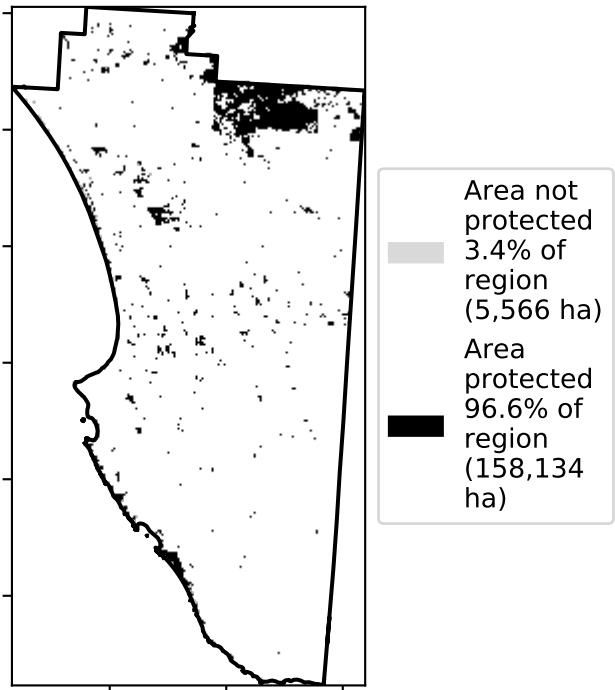 Area not
protected
3.4% of
region
(5,566 ha)
Area
protected
96.6% of
region
(158,134
ha)